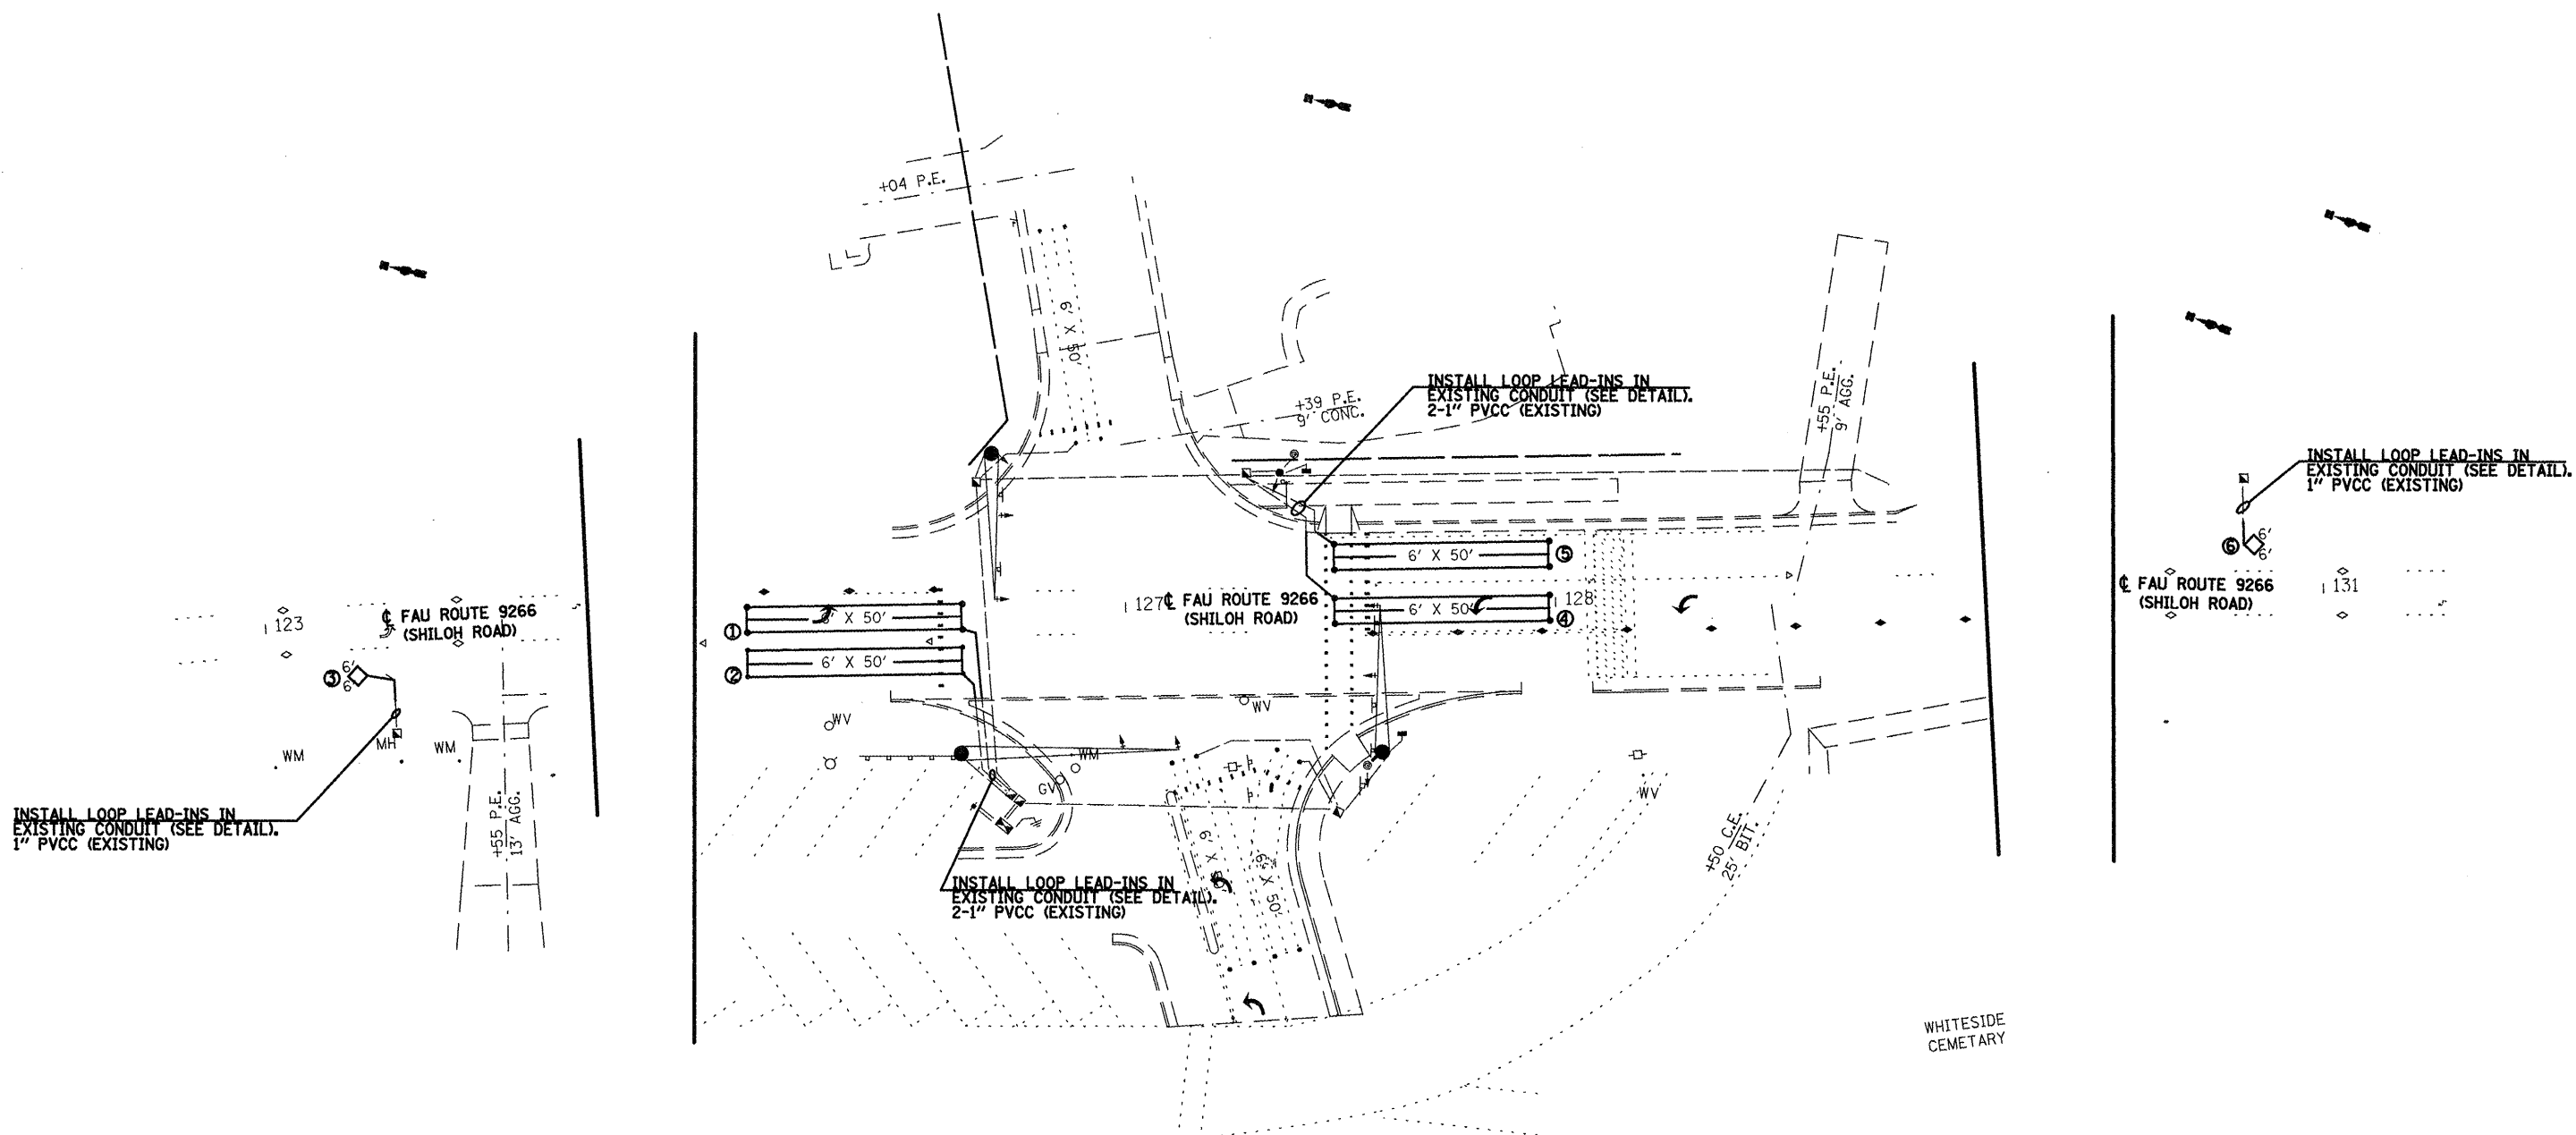 +04 P.E.
6' X 50'
INSTALL LOOP LEAD-INS IN
EXISTING CONDUIT (SEE DETAIL).
2-1" PVCC (EXISTING)
+39 P.E.
9' CONC.
+55 P.E.
9' AGG.
INSTALL LOOP LEAD-INS IN
EXISTING CONDUIT (SEE DETAIL).
1" PVCC (EXISTING)
6' X 50'
5
6
6'
6'
℄ FAU ROUTE 9266
(SHILOH ROAD)
131
123
℄ FAU ROUTE 9266
(SHILOH ROAD)
1
6' X 50'
127
℄ FAU ROUTE 9266
(SHILOH ROAD)
6' X 50'
128
4
3
6'
6'
2
6' X 50'
WV
WV
MH
WM
WM
WM
GV
WV
INSTALL LOOP LEAD-INS IN
EXISTING CONDUIT (SEE DETAIL).
1" PVCC (EXISTING)
+55 P.E.
13' AGG.
6' X 50'
6' X 50'
+50 C.E.
25' BIT.
INSTALL LOOP LEAD-INS IN
EXISTING CONDUIT (SEE DETAIL).
2-1" PVCC (EXISTING)
WHITESIDE
CEMETARY